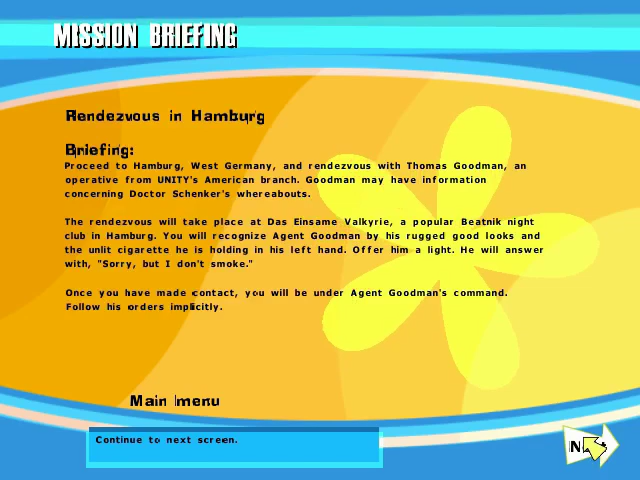 MISSION BRIEFING
Rendezvous in Hamburg
Briefing:
Proceed to Hamburg, West Germany, and rendezvous with Thomas Goodman, an
operative from UNITY's American branch. Goodman may have information
concerning Doctor Schenker's whereabouts.
The rendezvous will take place at Das Einsame Valkyrie, a popular Beatnik night
club in Hamburg. You will recognize Agent Goodman by his rugged good looks and
the unlit cigarette he is holding in his left hand. Offer him a light. He will answer
with, "Sorry, but I don't smoke."
Once you have made contact, you will be under Agent Goodman's command.
Follow his orders implicitly.
Main menu
Continue to next screen.